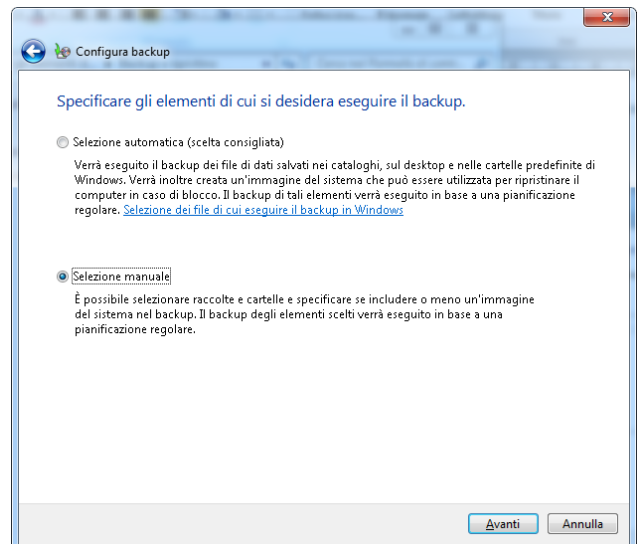 Configura backup
Specificare gli elementi di cui si desidera eseguire il backup.
Selezione automatica (scelta consigliata)
Verrà eseguito il backup dei file di dati salvati nei cataloghi, sul desktop e nelle cartelle predefinite di
Windows. Verrà inoltre creata un'immagine del sistema che può essere utilizzata per ripristinare il
computer in caso di blocco. Il backup di tali elementi verrà eseguito in base a una pianificazione
regolare. Selezione dei file di cui eseguire il backup in Windows
Selezione manuale
È possibile selezionare raccolte e cartelle e specificare se includere o meno un'immagine
del sistema nel backup. Il backup degli elementi scelti verrà eseguito in base a una
pianificazione regolare.
Avanti
Annulla